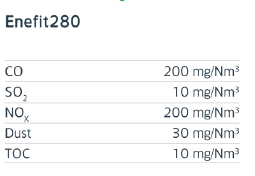 Enefit280
CO 200 mg/Nm³
SO₂ 10 mg/Nm³
NOₓ 200 mg/Nm³
Dust 30 mg/Nm³
TOC 10 mg/Nm³